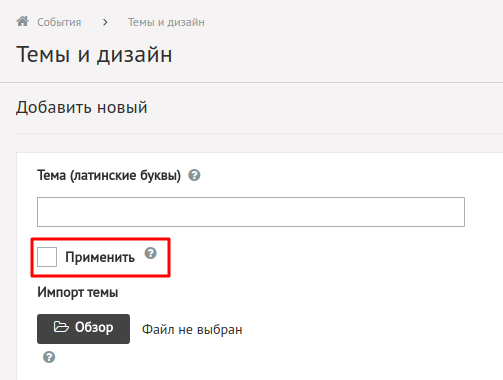 События > Темы и дизайн
Темы и дизайн
Добавить новый
Тема (латинские буквы) ?
Применить ?
Импорт темы
Обзор Файл не выбран
?